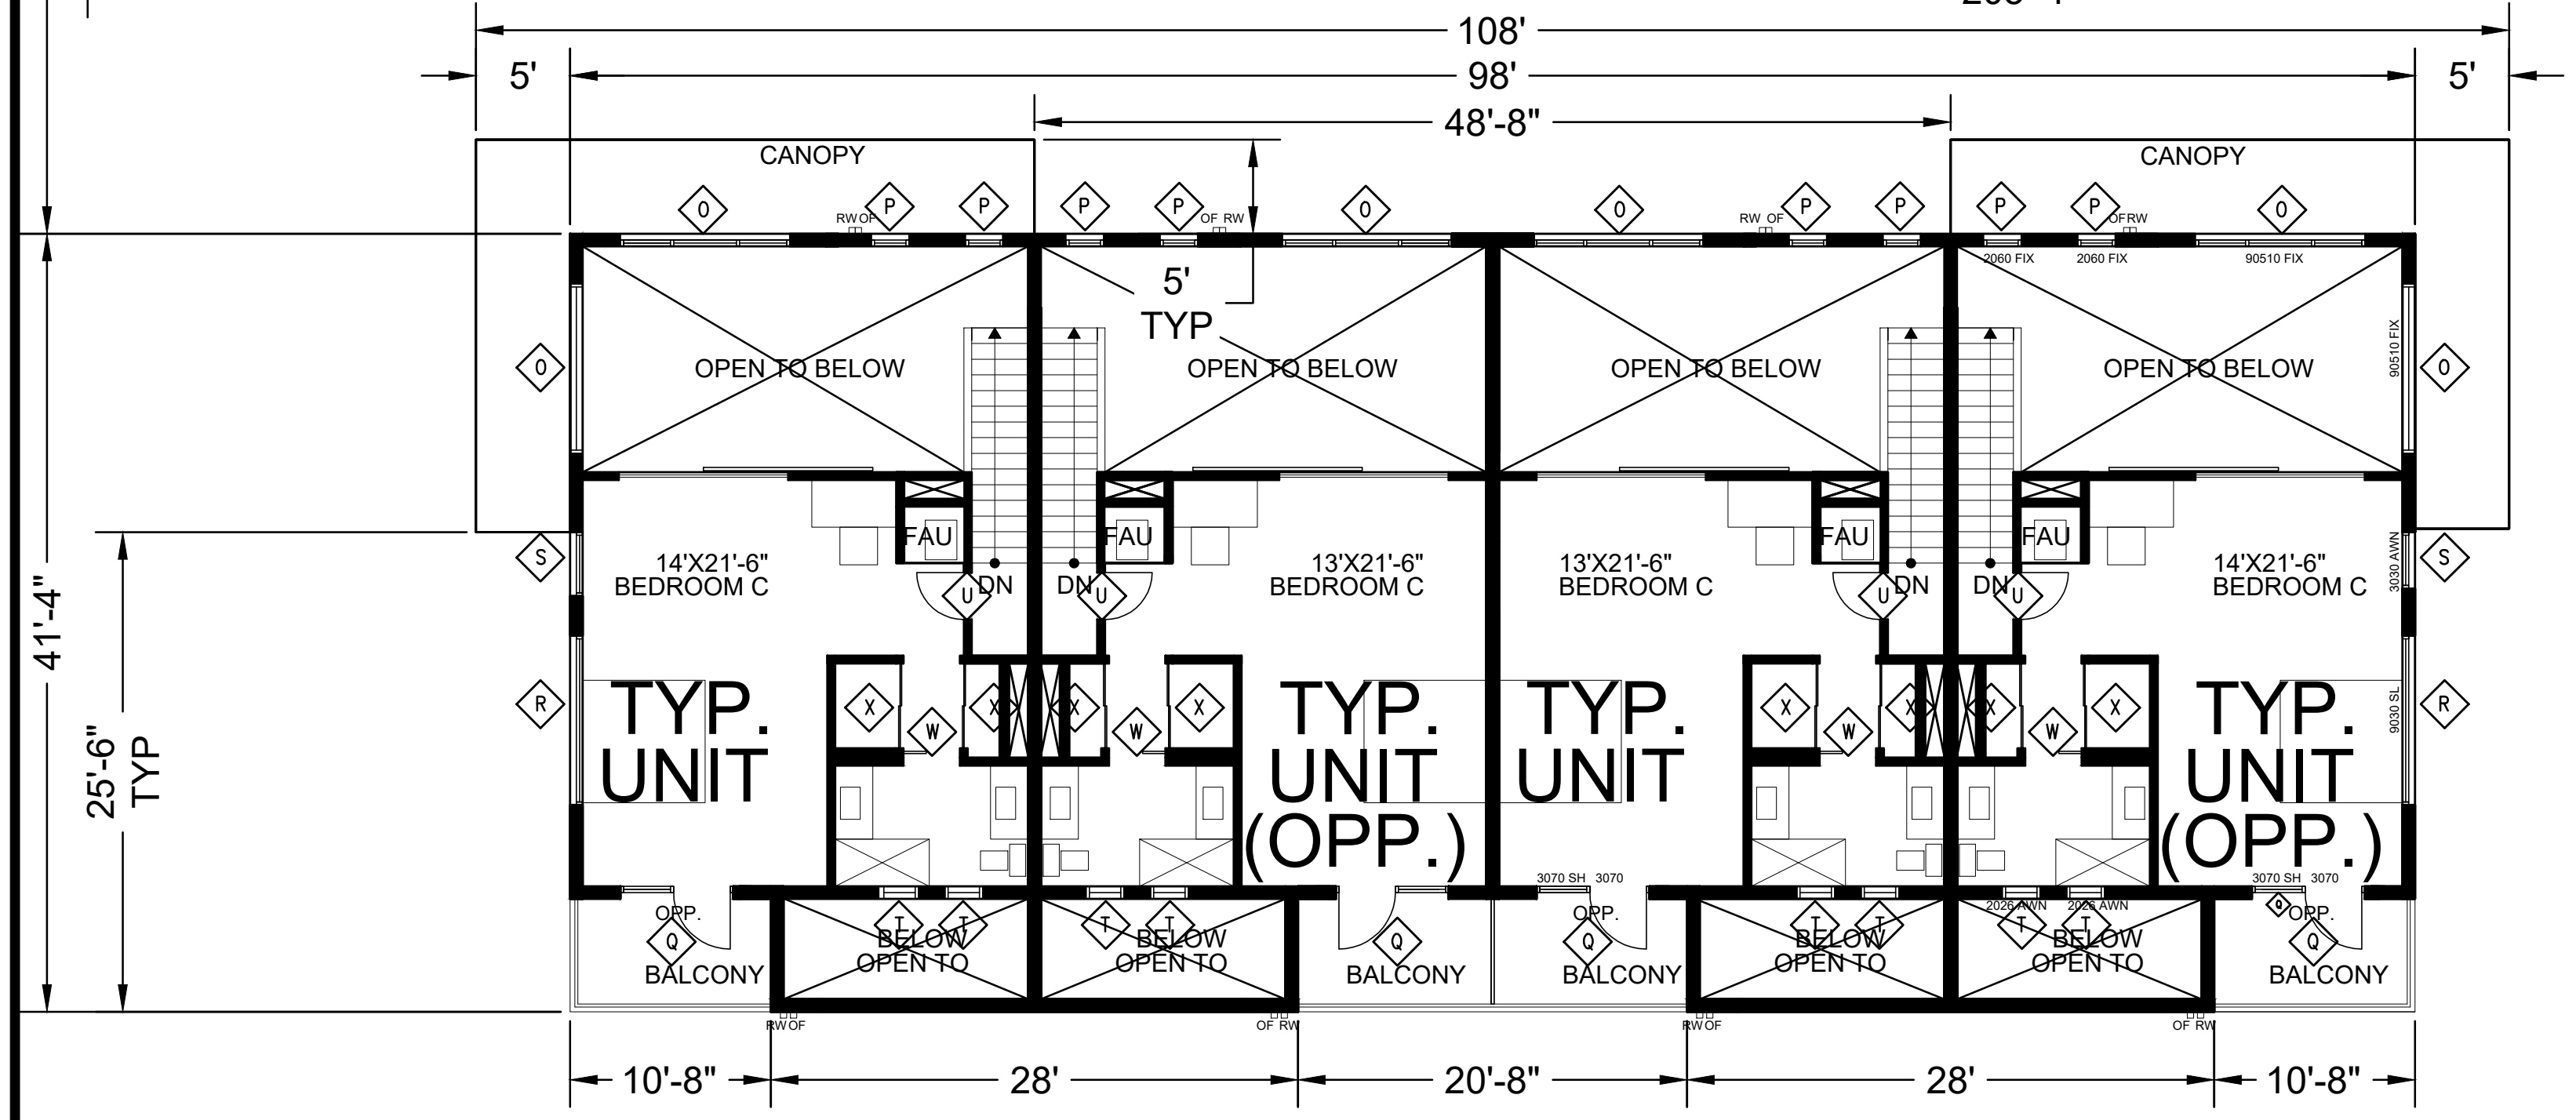 108'
5'
98'
5'
48'-8"
CANOPY
CANOPY
O
P
P
P
P
O
O
P
P
P
P
O
RW OF
OF RW
RW OF
OF RW
2060 FIX
2060 FIX
90510 FIX
5'
TYP
O
OPEN TO BELOW
OPEN TO BELOW
OPEN TO BELOW
OPEN TO BELOW
90510 FIX
O
FAU
FAU
FAU
FAU
S
14'X21'-6"
BEDROOM C
13'X21'-6"
BEDROOM C
13'X21'-6"
BEDROOM C
14'X21'-6"
BEDROOM C
3030 AWN
S
U
DN
DN
U
U
DN
DN
U
41'-4"
25'-6"
TYP
R
TYP.
UNIT
X
X
W
X
X
W
TYP.
UNIT
(OPP.)
TYP.
UNIT
X
X
W
X
X
W
TYP.
UNIT
(OPP.)
9030 SL
R
3070 SH
3070
3070 SH
3070
OPP.
Q
BALCONY
T
T
BELOW
OPEN TO
T
T
BELOW
OPEN TO
Q
BALCONY
OPP.
Q
BALCONY
T
T
BELOW
OPEN TO
2026 AWN
2026 AWN
T
T
BELOW
OPEN TO
Q
OPP.
Q
BALCONY
RW OF
OF RW
RW OF
OF RW
10'-8"
28'
20'-8"
28'
10'-8"